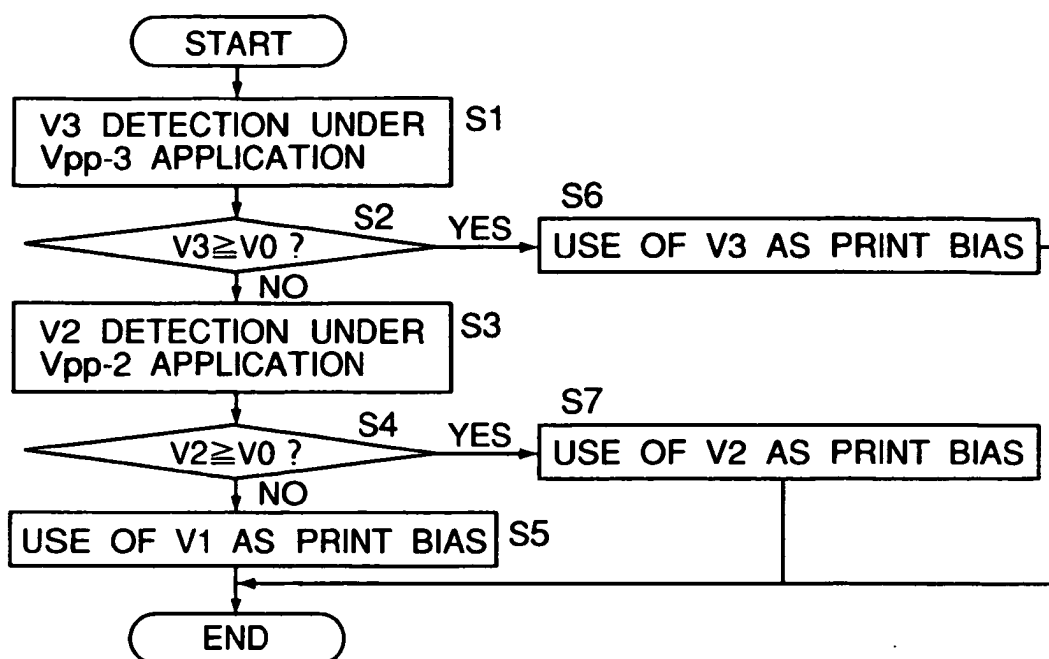 START
V3 DETECTION UNDER
Vpp-3 APPLICATION
S1
S2
V3≧V0 ?
YES
S6
USE OF V3 AS PRINT BIAS
NO
V2 DETECTION UNDER
Vpp-2 APPLICATION
S3
S4
V2≧V0 ?
YES
S7
USE OF V2 AS PRINT BIAS
NO
USE OF V1 AS PRINT BIAS
S5
END